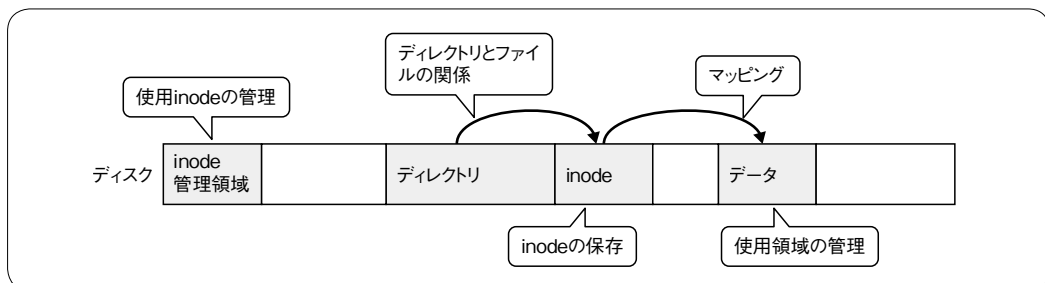 ディレクトリとファイ
ルの関係
マッピング
使用inodeの管理
ディスク
inode
管理領域
ディレクトリ
inode
データ
inodeの保存
使用領域の管理